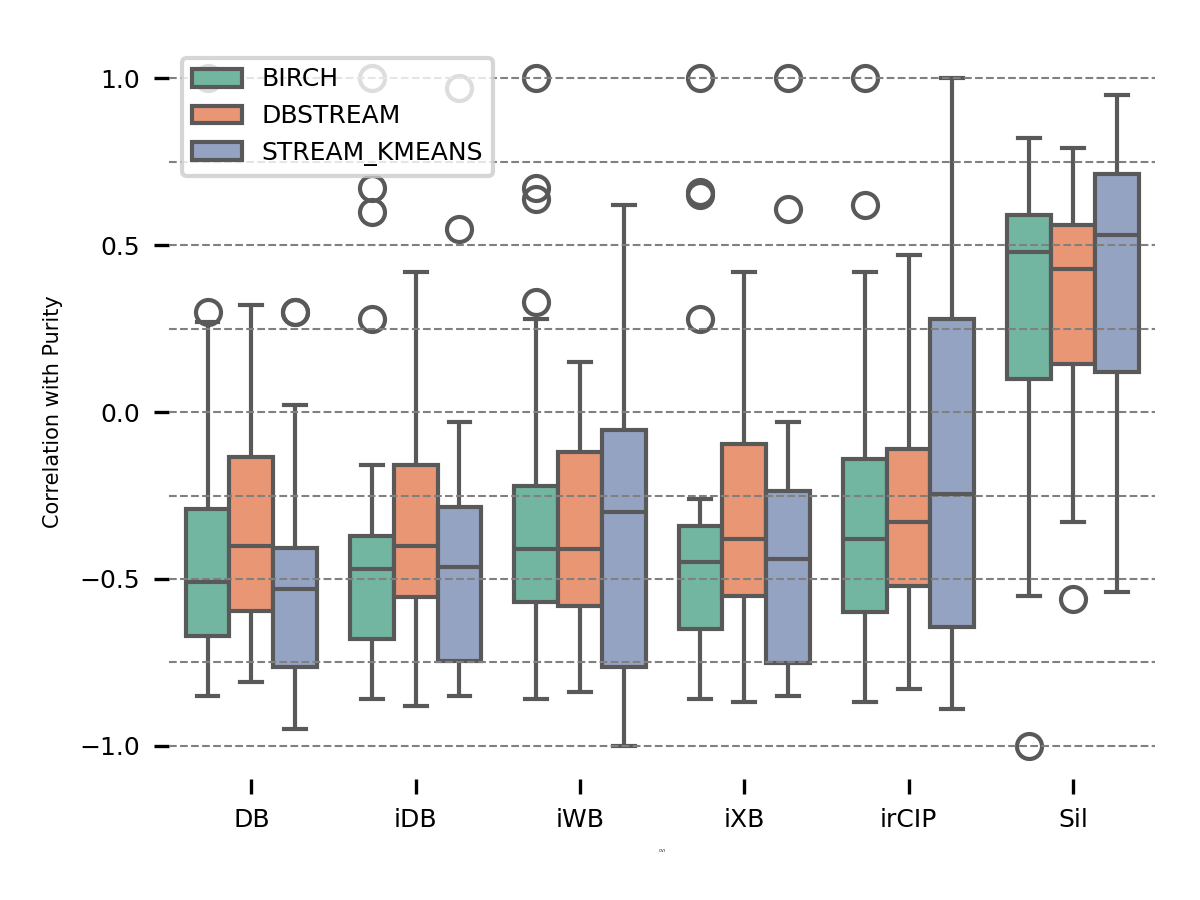 BIRCH
DBSTREAM
STREAM_KMEANS
Correlation with Purity
1.0
0.5
0.0
−0.5
−1.0
DB iDB iWB iXB irCIP Sil